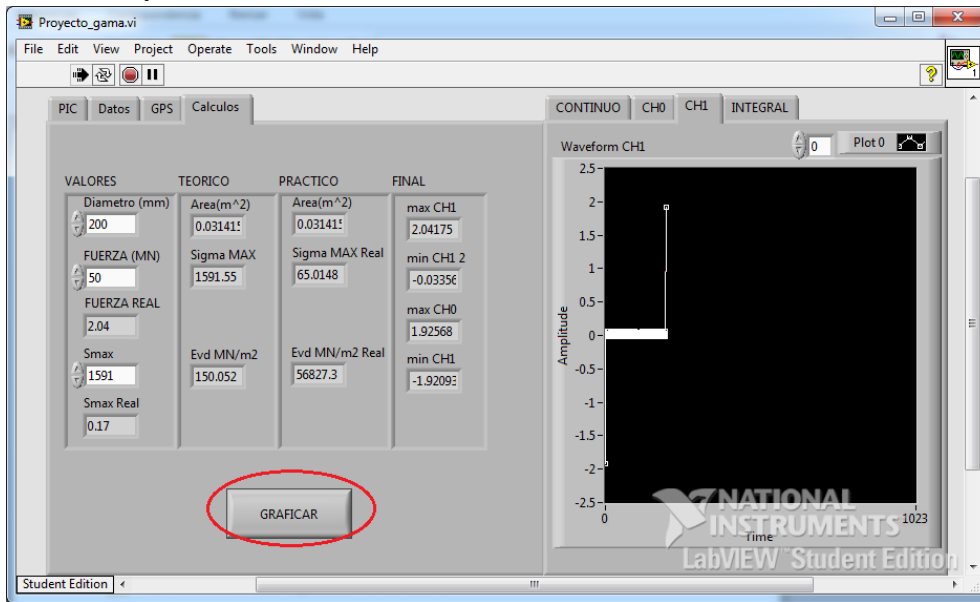 Proyecto_gama.vi
File Edit View Project Operate Tools Window Help
1
PIC Datos GPS Calculos
VALORES TEORICO PRACTICO FINAL
Diametro (mm) Area(m^2) Area(m^2) max CH1
200 0.03141! 0.03141! 2.04175
FUERZA (MN) Sigma MAX Sigma MAX Real min CH1 2
50 1591.55 65.0148 -0.0335
FUERZA REAL max CH0
2.04 1.92568
Smax Evd MN/m2 Evd MN/m2 Real min CH1
1591 150.052 56827.3 -1.9209
Smax Real
0.17
GRAFICAR
CONTINUO CH0 CH1 INTEGRAL
Waveform CH1 0 Plot 0
Amplitude
2.5
2
1.5
1
0.5
0
-0.5
-1
-1.5
-2
-2.5
0 1023
Time
NATIONAL INSTRUMENTS
LabVIEW Student Edition
Student Edition